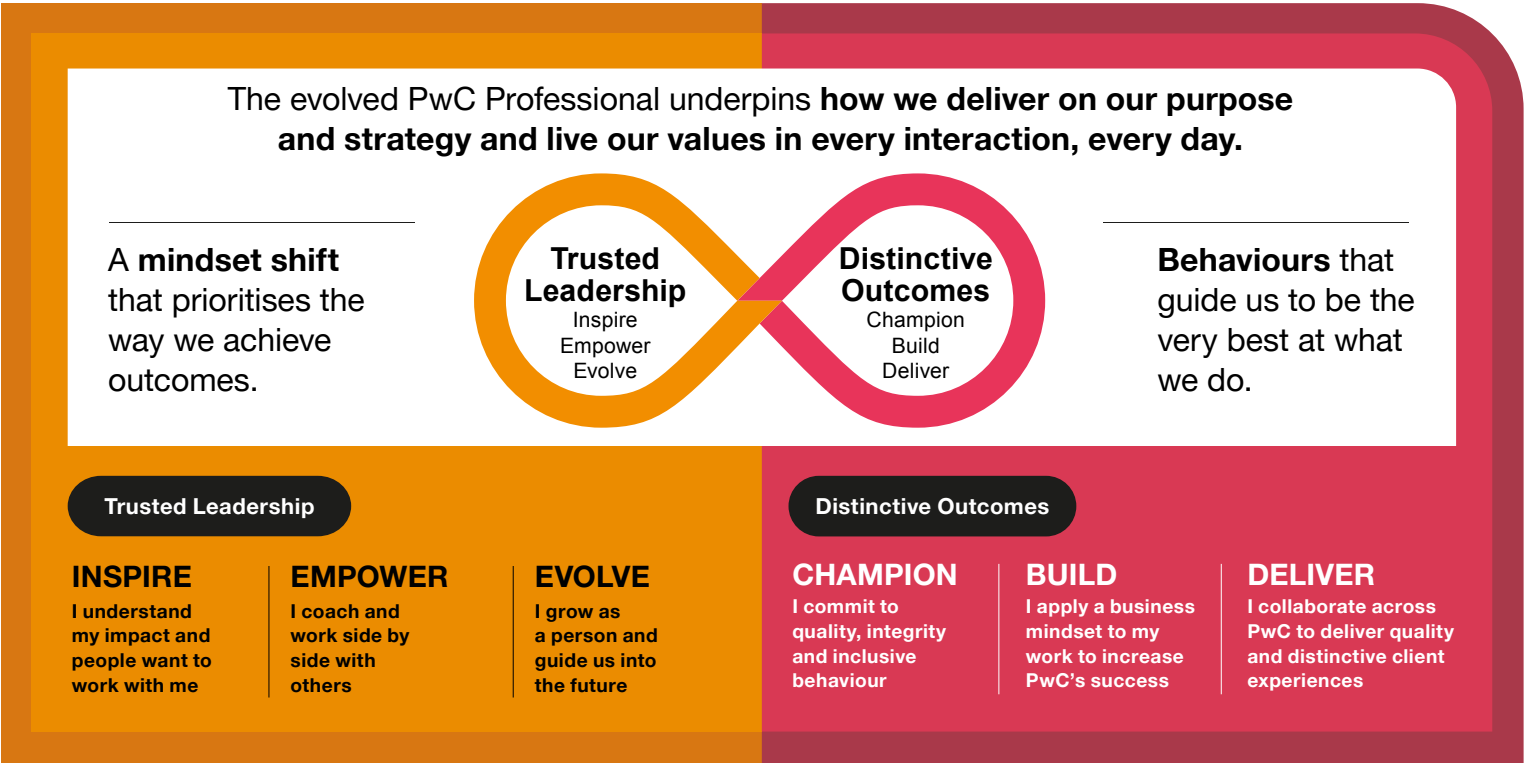 The evolved PwC Professional underpins how we deliver on our purpose
and strategy and live our values in every interaction, every day.
A mindset shift
that prioritises the
way we achieve
outcomes.
Trusted
Leadership
Inspire
Empower
Evolve
Distinctive
Outcomes
Champion
Build
Deliver
Behaviours that
guide us to be the
very best at what
we do.
Trusted Leadership
INSPIRE
I understand
my impact and
people want to
work with me
EMPOWER
I coach and
work side by
side with
others
EVOLVE
I grow as
a person and
guide us into
the future
Distinctive Outcomes
CHAMPION
I commit to
quality, integrity
and inclusive
behaviour
BUILD
I apply a business
mindset to my
work to increase
PwC's success
DELIVER
I collaborate across
PwC to deliver quality
and distinctive client
experiences